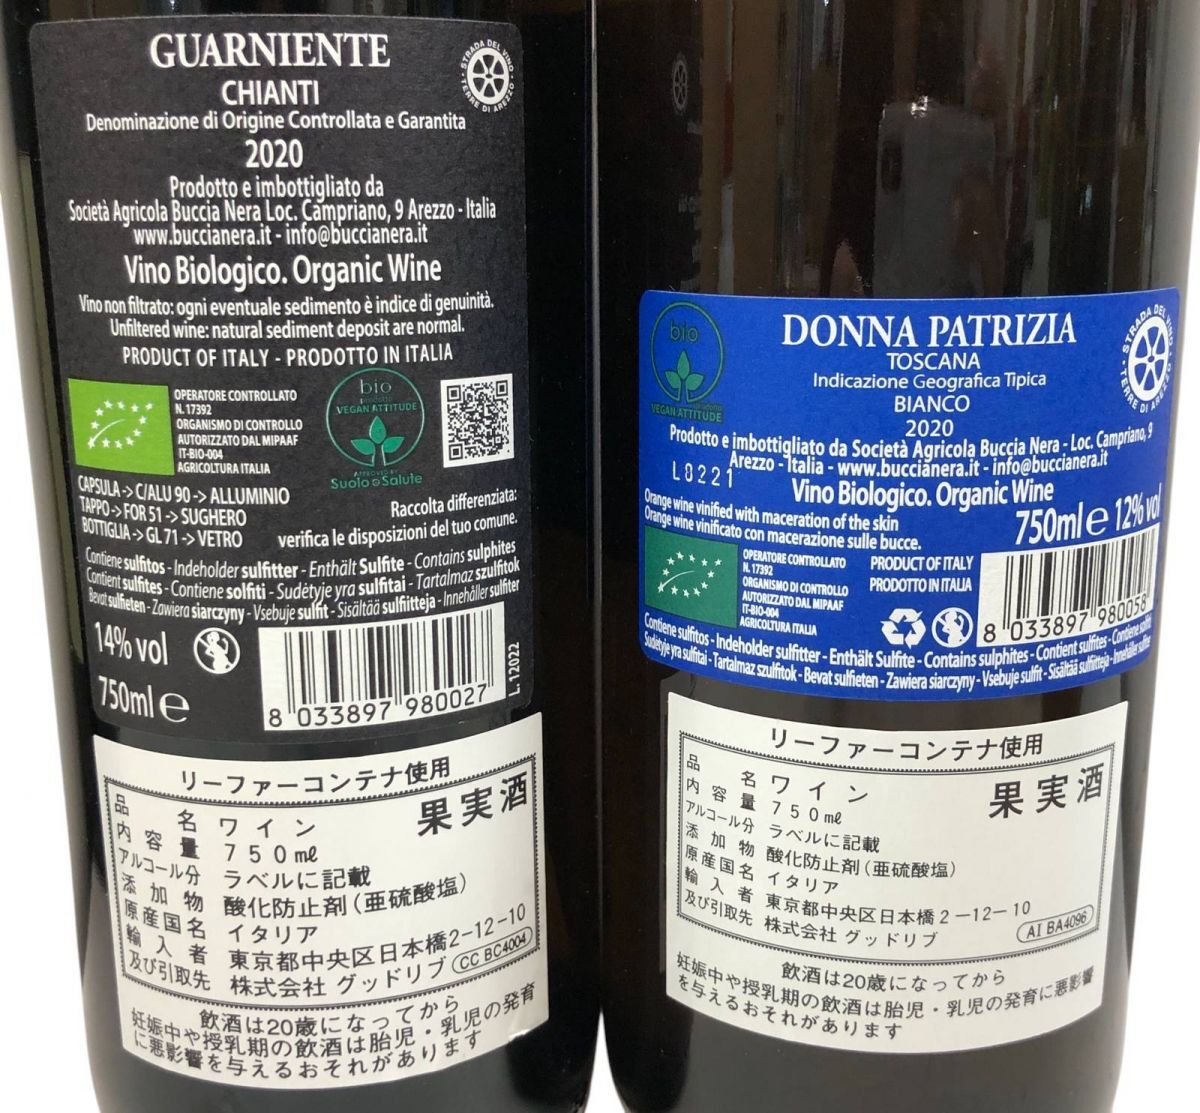 GUARNIENTE
CHIANTI
Denominazione di Origine Controllata e Garantita
2020
Prodotto e imbottigliato da
Società Agricola Buccia Nera Loc. Campriano, 9 Arezzo - Italia
www.buccianera.it - info@buccianera.it
Vino Biologico. Organic Wine
Vino non filtrato: ogni eventuale sedimento è indice di genuinità.
Unfiltered wine: natural sediment deposit are normal.
PRODUCT OF ITALY - PRODOTTO IN ITALIA
STRADA DEL VINO
TERRE DI AREZZO
OPERATORE CONTROLLATO
N. 17392
ORGANISMO DI CONTROLLO
AUTORIZZATO DAL MIPAAF
IT-BIO-004
AGRICOLTURA ITALIA
bio
prodotto
VEGAN ATTITUDE
APPROVED BY
Suolo e Salute
CAPSULA -> C/ALU 90 -> ALLUMINIO
TAPPO -> FOR 51 -> SUGHERO
BOTTIGLIA -> GL 71 -> VETRO
Raccolta differenziata:
verifica le disposizioni del tuo comune.
Contiene sulfitos - Indeholder sulfitter - Enthält Sulfite - Contains sulphites
Contient sulfites - Contiene solfiti - Sudėtyje yra sulfitai - Tartalmaz szulfitok
Bevat sulfieten - Zawiera siarczyny - Vsebuje sulfit - Sisältää sulfiitteja - Innehåller sulfiter
14% vol
750ml e
8 033897 980027
L. 12022
リーファーコンテナ使用
果実酒
品名 ワイン
内容量 750㎖
アルコール分 ラベルに記載
添加物 酸化防止剤(亜硫酸塩)
原産国名 イタリア
輸入者 東京都中央区日本橋2-12-10
及び引取先 株式会社 グッドリブ CC BC4004
飲酒は20歳になってから
妊娠中や授乳期の飲酒は胎児・乳児の発育
に悪影響を与えるおそれがあります
bio
VEGAN ATTITUDE
DONNA PATRIZIA
TOSCANA
Indicazione Geografica Tipica
BIANCO
2020
STRADA DEL VINO
TERRE DI AREZZO
Prodotto e imbottigliato da Società Agricola Buccia Nera - Loc. Campriano, 9
Arezzo - Italia - www.buccianera.it - info@buccianera.it
L0221
Vino Biologico. Organic Wine
Orange wine vinified with maceration of the skin
Orange wine vinificato con macerazione sulle bucce.
750ml e 12% vol
OPERATORE CONTROLLATO
N. 17392
ORGANISMO DI CONTROLLO
AUTORIZZATO DAL MIPAAF
IT-BIO-004
AGRICOLTURA ITALIA
PRODUCT OF ITALY
PRODOTTO IN ITALIA
8 033897 980058
Contiene sulfitos - Indeholder sulfitter - Enthält Sulfite - Contains sulphites - Contient sulfites - Contiene solfiti
Sudėtyje yra sulfitai - Tartalmaz szulfitok - Bevat sulfieten - Zawiera siarczyny - Vsebuje sulfit - Sisältää sulfiitteja - Innehåller sulfiter
リーファーコンテナ使用
果実酒
品名 ワイン
内容量 750㎖
アルコール分 ラベルに記載
添加物 酸化防止剤(亜硫酸塩)
原産国名 イタリア
輸入者 東京都中央区日本橋2-12-10
及び引取先 株式会社 グッドリブ AI BA4096
飲酒は20歳になってから
妊娠中や授乳期の飲酒は胎児・乳児の発育に悪影響
を与えるおそれがあります